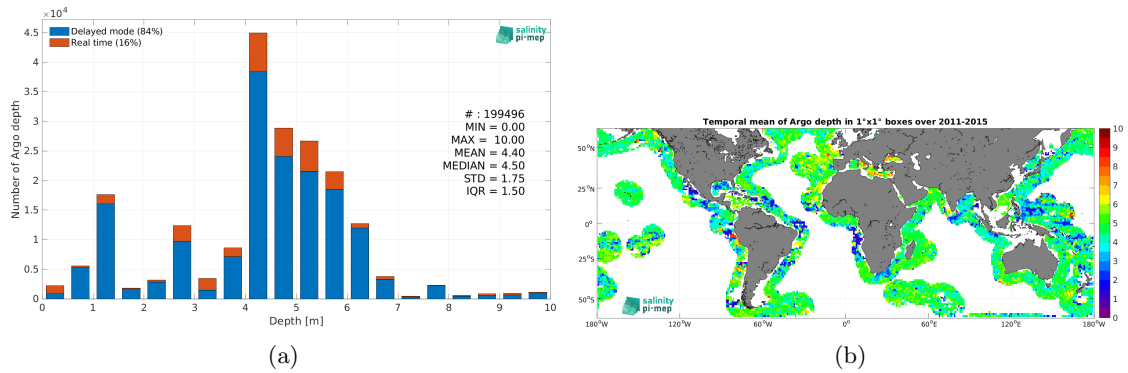 ×10⁴
4.5
4
3.5
3
2.5
2
1.5
1
0.5
0
Number of Argo depth
Delayed mode (84%)
Real time (16%)
salinity
pi-mep
# : 199496
MIN = 0.00
MAX = 10.00
MEAN = 4.40
MEDIAN = 4.50
STD = 1.75
IQR = 1.50
0 1 2 3 4 5 6 7 8 9 10
Depth [m]
(a)
Temporal mean of Argo depth in 1°x1° boxes over 2011-2015
50°N
25°N
0°
25°S
50°S
180°W 120°W 60°W 0° 60°E 120°E 180°W
salinity
pi-mep
10
9
8
7
6
5
4
3
2
1
0
(b)